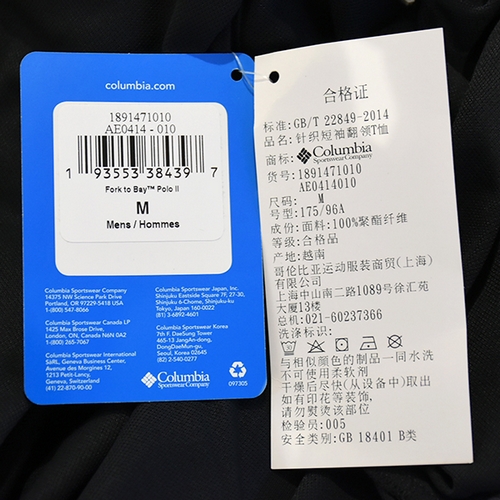 columbia.com
1891471010
AE0414 - 010
1 93553 38439 7
Fork to Bay™ Polo II
M
Mens / Hommes
Columbia Sportswear Company
14375 NW Science Park Drive
Portland, OR 97229-5418 USA
1-(800) 547-8066
Columbia Sportswear Canada LP
1425 Max Brose Drive,
London, ON, Canada N6N 0A2
1-(800) 265-7067
Columbia Sportswear International
Sàrl, Geneva Business Center,
Avenue des Morgines 12,
1213 Petit-Lancy,
Geneva, Switzerland
(41) 22-870-90-00
Columbia Sportswear Japan, Inc.
Shinjuku Eastside Square 7F, 27-30,
Shinjuku 6-Chome, Shinjuku-ku
Tokyo, Japan 160-0022
(81) 3-6892-4601
Columbia Sportswear Korea
7th F. DaeSung Tower
465-13 JangAn-dong,
DongDaeMun-gu,
Seoul, Korea 02645
(82) 2-540-0277
Columbia
Sportswear Company
097305
合格证
标准:GB/T 22849-2014
品名:针织短袖翻领T恤
商标:Columbia
Sportswear Company
货号:1891471010
AE0414010
尺码: M
号型:175/96A
成份:面料:100%聚酯纤维
等级:合格品
产地:越南
哥伦比亚运动服装商贸(上海)
有限公司
上海中山南二路1089号徐汇苑
大厦13楼
总机:021-60237366
洗涤标识:
与相似颜色的制品一同水洗
不可使用柔软剂
干燥后尽快(从设备中)取出
如有印花等装饰,
请勿熨烫该部位
检验员:005
安全类别:GB 18401 B类